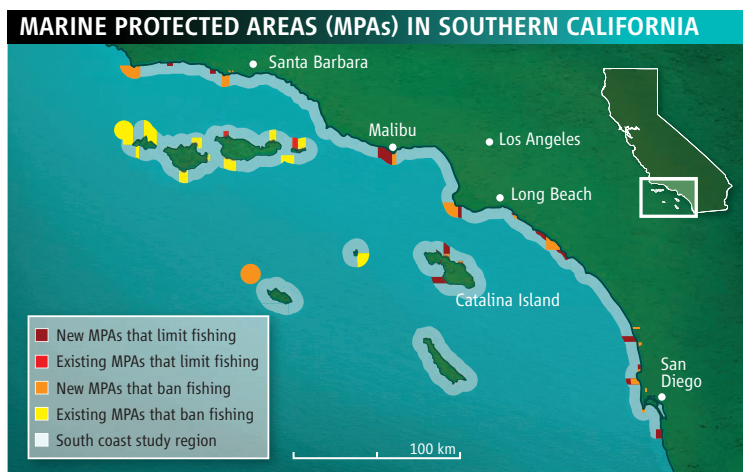 MARINE PROTECTED AREAS (MPAs) IN SOUTHERN CALIFORNIA
Santa Barbara
Malibu
Los Angeles
Long Beach
Catalina Island
New MPAs that limit fishing
Existing MPAs that limit fishing
New MPAs that ban fishing
Existing MPAs that ban fishing
South coast study region
San
Diego
100 km